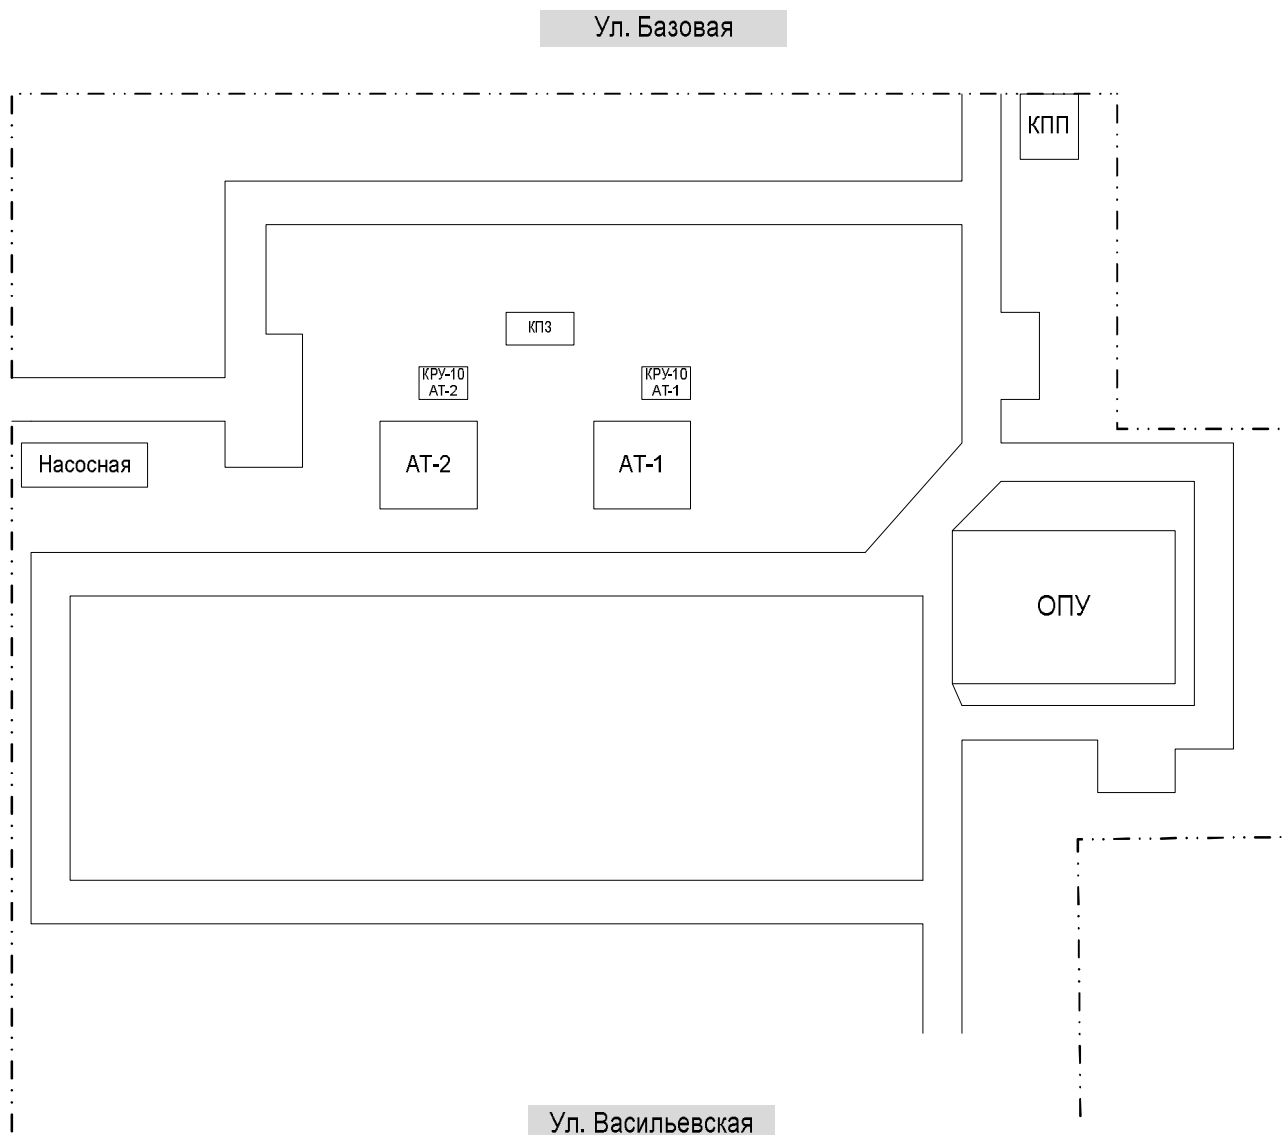 Ул. Базовая
КПП
КПЗ
КРУ-10
АТ-2
КРУ-10
АТ-1
Насосная
АТ-2
АТ-1
ОПУ
Ул. Васильевская